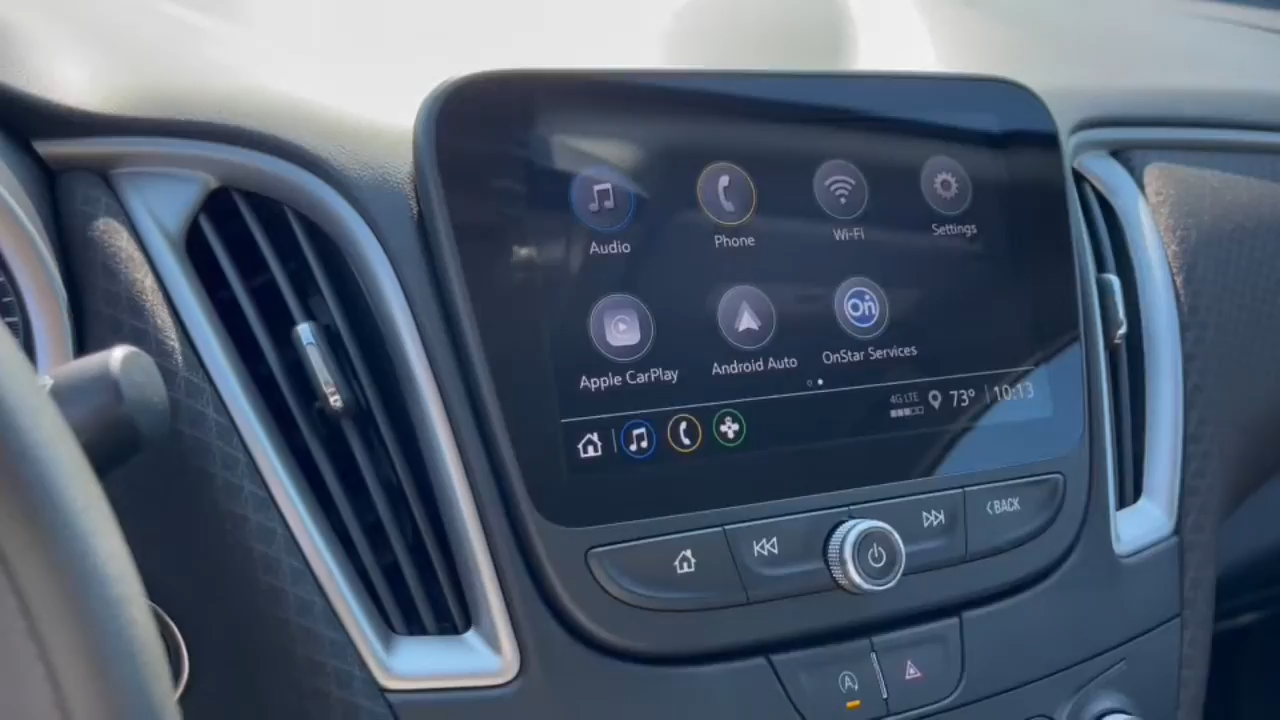 Audio
Phone
Wi-Fi
Settings
Apple CarPlay
Android Auto
On
OnStar Services
4G LTE
73°
10:13
BACK
A